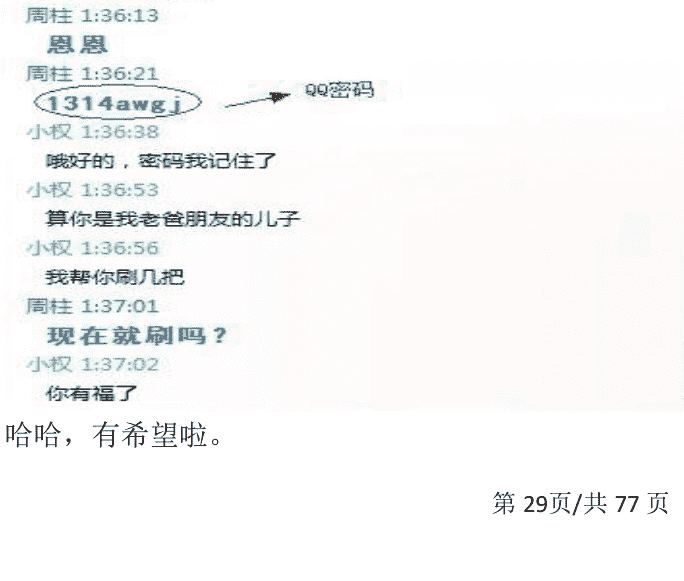 周柱 1:36:13
恩恩
周柱 1:36:21
1314awgj QQ密码
小权 1:36:38
哦好的，密码我记住了
小权 1:36:53
算你是我老爸朋友的儿子
小权 1:36:56
我帮你刷几把
周柱 1:37:01
现在就刷吗？
小权 1:37:02
你有福了
哈哈，有希望啦。
第 29页/共 77 页